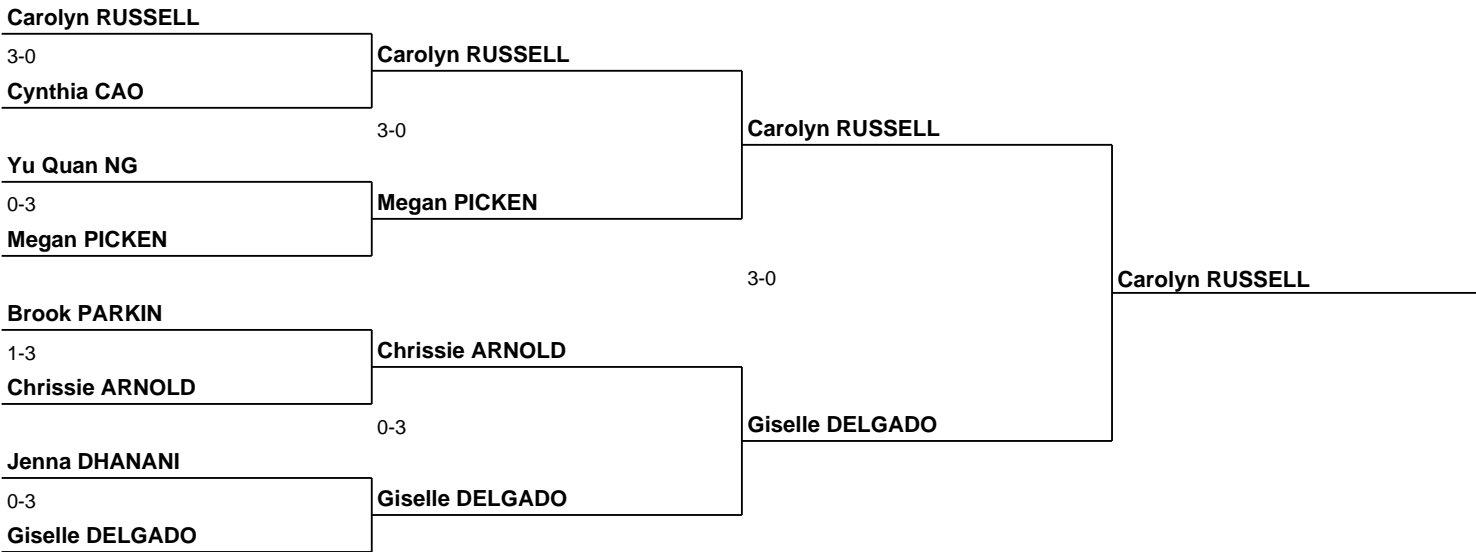 Carolyn RUSSELL
3-0
Carolyn RUSSELL
Cynthia CAO
3-0
Carolyn RUSSELL
Yu Quan NG
0-3
Megan PICKEN
Megan PICKEN
3-0
Carolyn RUSSELL
Brook PARKIN
1-3
Chrissie ARNOLD
Chrissie ARNOLD
0-3
Giselle DELGADO
Jenna DHANANI
0-3
Giselle DELGADO
Giselle DELGADO